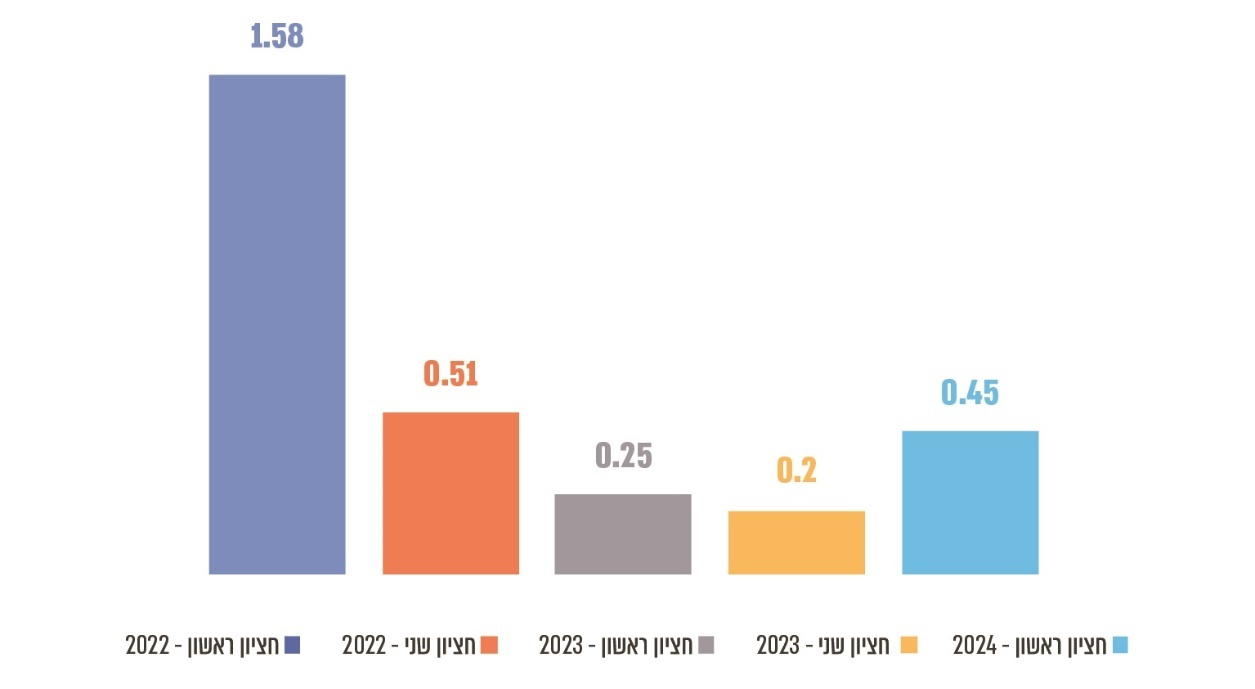 1.58
0.51
0.25
0.2
0.45
חציון ראשון - 2022
חציון שני - 2022
חציון ראשון - 2023
חציון שני - 2023
חציון ראשון - 2024